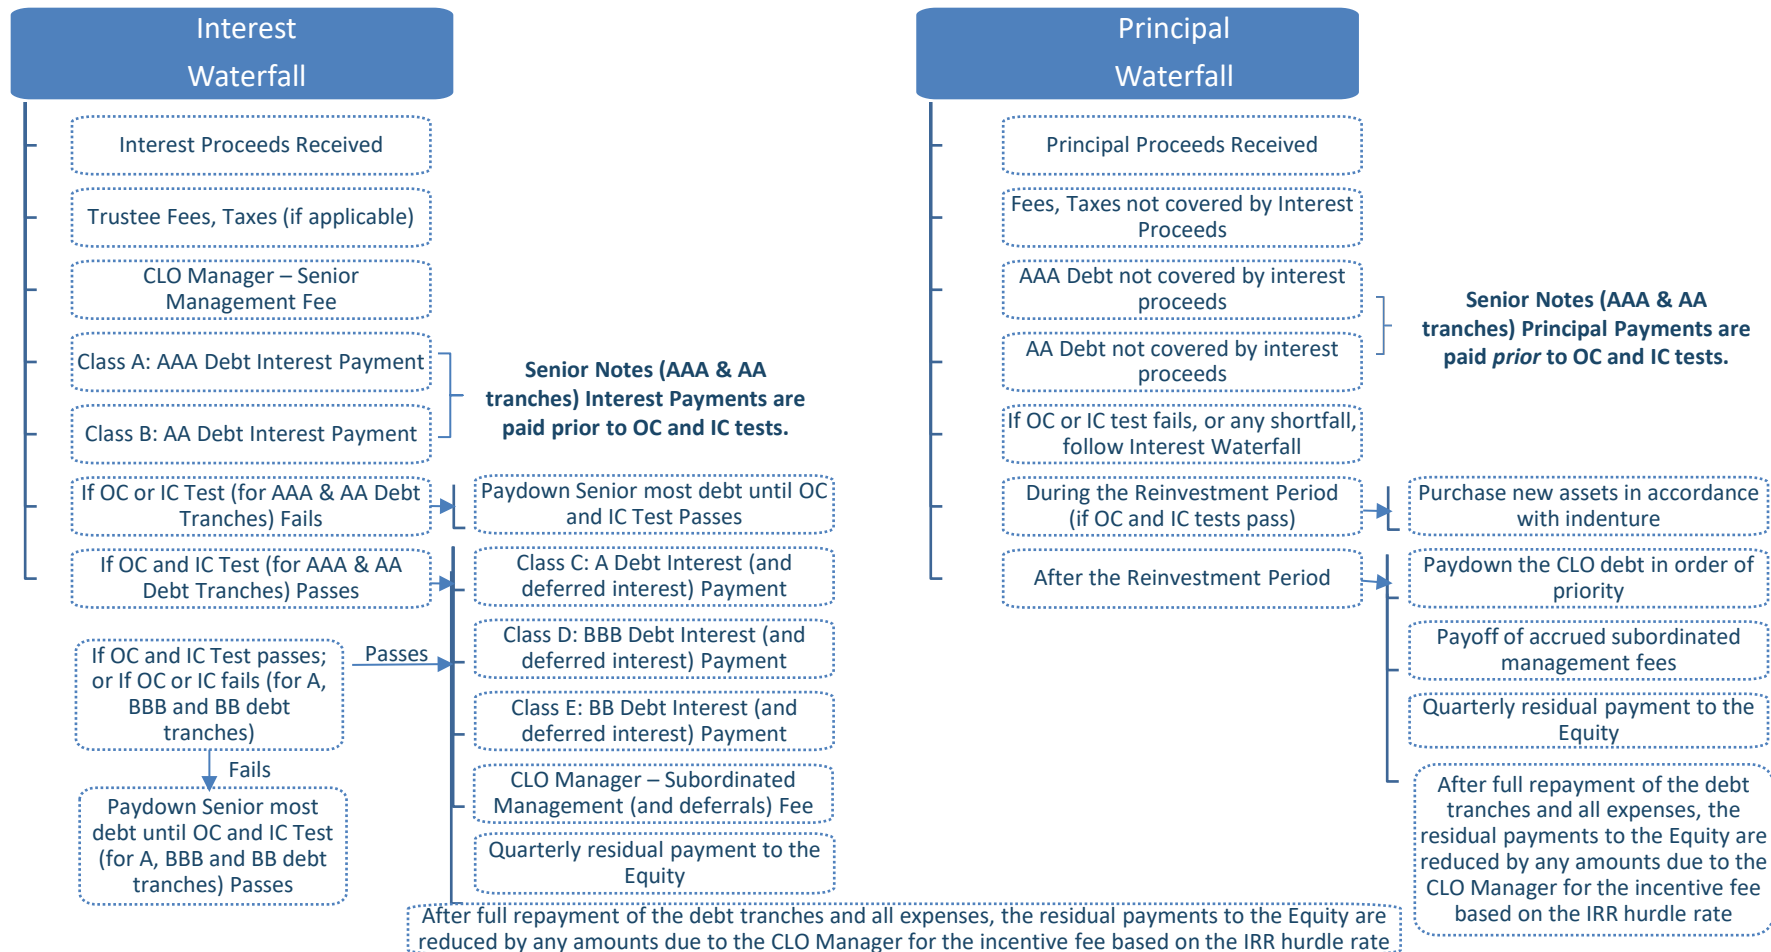 Interest
Waterfall
Interest Proceeds Received
Trustee Fees, Taxes (if applicable)
CLO Manager – Senior
Management Fee
Class A: AAA Debt Interest Payment
Class B: AA Debt Interest Payment
Senior Notes (AAA & AA
tranches) Interest Payments are
paid prior to OC and IC tests.
If OC or IC Test (for AAA & AA Debt
Tranches) Fails
Paydown Senior most debt until OC
and IC Test Passes
If OC and IC Test (for AAA & AA
Debt Tranches) Passes
Class C: A Debt Interest (and
deferred interest) Payment
If OC and IC Test passes;
or If OC or IC fails (for A,
BBB and BB debt
tranches)
Passes
Class D: BBB Debt Interest (and
deferred interest) Payment
Class E: BB Debt Interest (and
deferred interest) Payment
Fails
Paydown Senior most
debt until OC and IC Test
(for A, BBB and BB debt
tranches) Passes
CLO Manager – Subordinated
Management (and deferrals) Fee
Quarterly residual payment to the
Equity
After full repayment of the debt tranches and all expenses, the residual payments to the Equity are
reduced by any amounts due to the CLO Manager for the incentive fee based on the IRR hurdle rate
Principal
Waterfall
Principal Proceeds Received
Fees, Taxes not covered by Interest
Proceeds
AAA Debt not covered by interest
proceeds
AA Debt not covered by interest
proceeds
Senior Notes (AAA & AA
tranches) Principal Payments are
paid prior to OC and IC tests.
If OC or IC test fails, or any shortfall,
follow Interest Waterfall
During the Reinvestment Period
(if OC and IC tests pass)
Purchase new assets in accordance
with indenture
After the Reinvestment Period
Paydown the CLO debt in order of
priority
Payoff of accrued subordinated
management fees
Quarterly residual payment to the
Equity
After full repayment of the debt
tranches and all expenses, the
residual payments to the Equity are
reduced by any amounts due to the
CLO Manager for the incentive fee
based on the IRR hurdle rate